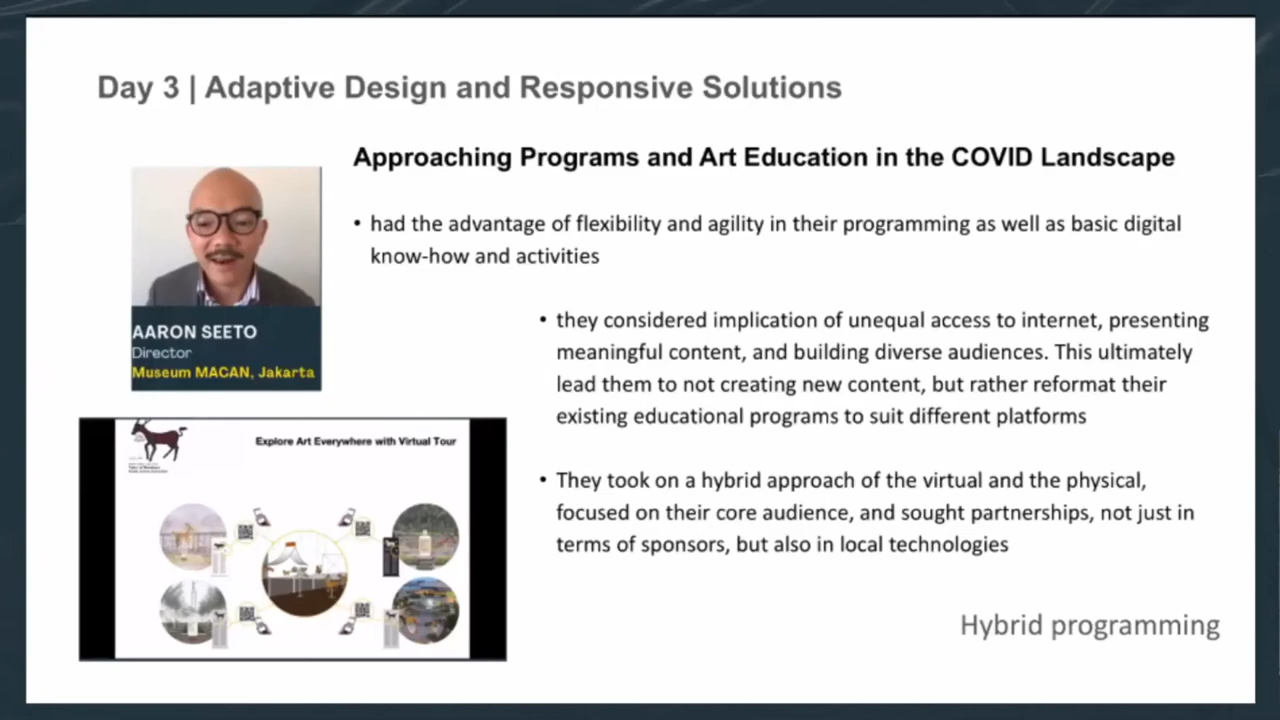 Day 3 | Adaptive Design and Responsive Solutions
Approaching Programs and Art Education in the COVID Landscape
• had the advantage of flexibility and agility in their programming as well as basic digital
know-how and activities
AARON SEETO
Director
Museum MACAN, Jakarta
• they considered implication of unequal access to internet, presenting
meaningful content, and building diverse audiences. This ultimately
lead them to not creating new content, but rather reformat their
existing educational programs to suit different platforms
Explore Art Everywhere with Virtual Tour
• They took on a hybrid approach of the virtual and the physical,
focused on their core audience, and sought partnerships, not just in
terms of sponsors, but also in local technologies
Hybrid programming